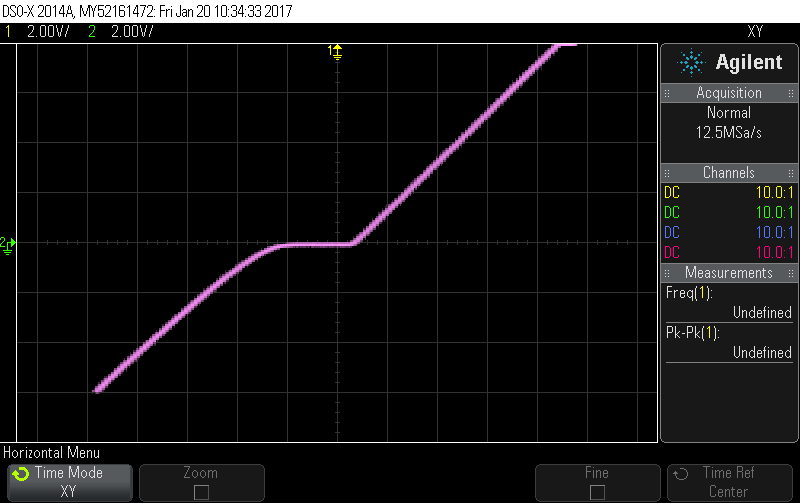 DSO-X 2014A, MY52161472: Fri Jan 20 10:34:33 2017
1 2.00V/ 2 2.00V/ XY
1
2
Agilent
Acquisition
Normal
12.5MSa/s
Channels
DC 10.0:1
DC 10.0:1
DC 10.0:1
DC 10.0:1
Measurements
Freq(1):
Undefined
Pk-Pk(1):
Undefined
Horizontal Menu
Time Mode
XY
Zoom
Fine
Time Ref
Center